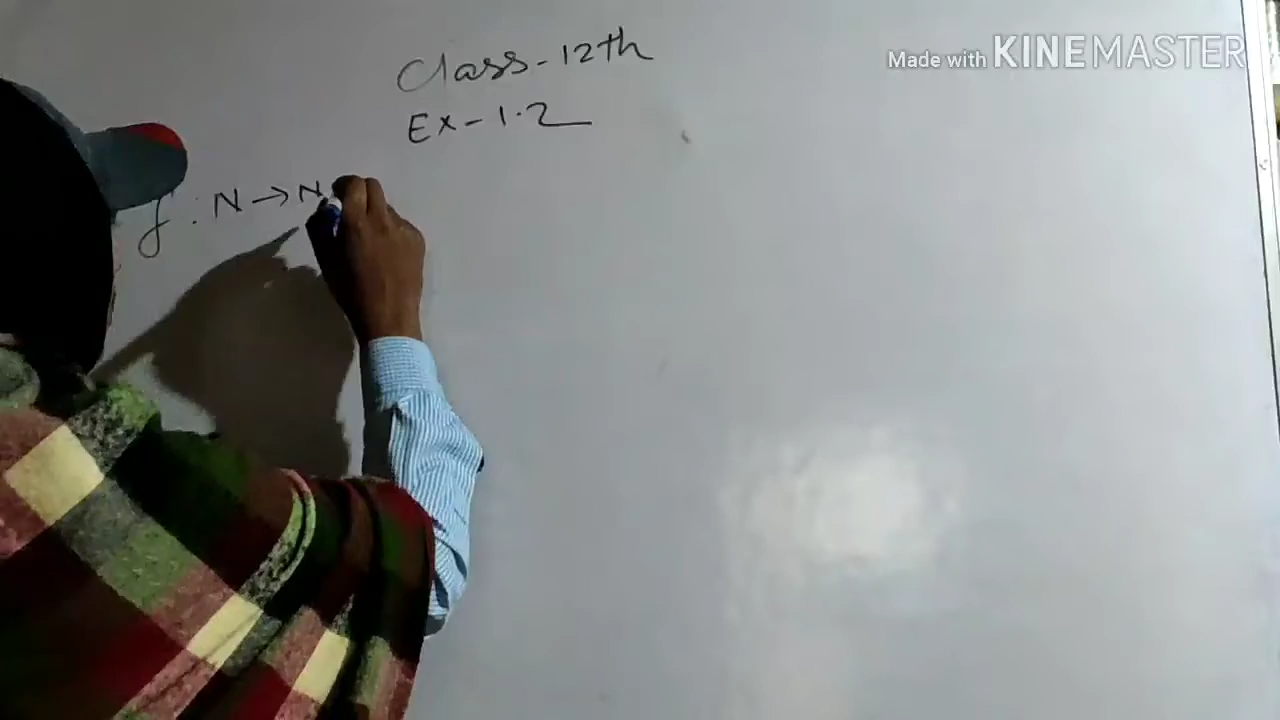 Made with KINEMASTER
Class-12th
Ex-1.2
f : N → N